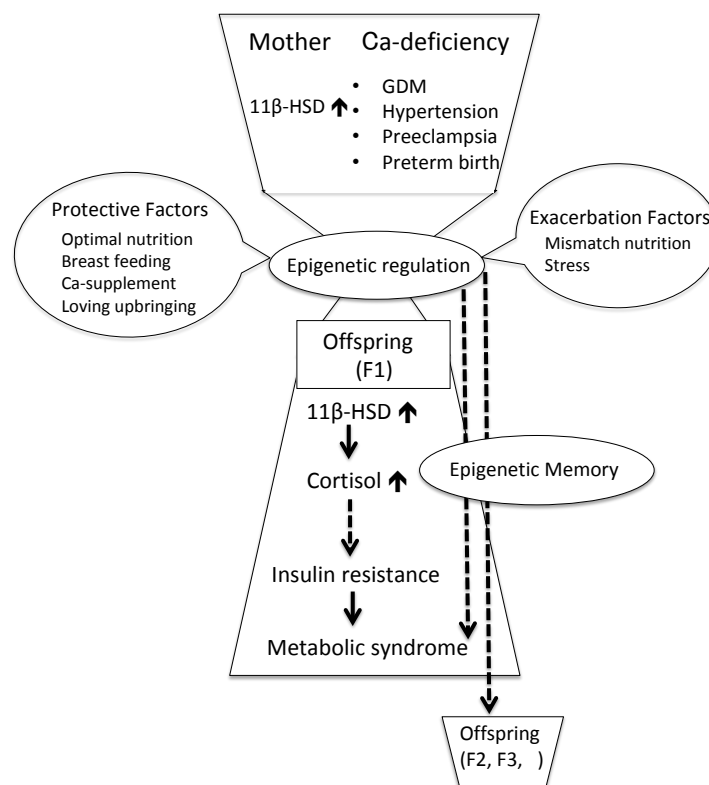 Mother Ca-deficiency
11β-HSD
• GDM
• Hypertension
• Preeclampsia
• Preterm birth
Protective Factors
Optimal nutrition
Breast feeding
Ca-supplement
Loving upbringing
Exacerbation Factors
Mismatch nutrition
Stress
Epigenetic regulation
Offspring
(F1)
11β-HSD
Cortisol
Epigenetic Memory
Insulin resistance
Metabolic syndrome
Offspring
(F2, F3, )